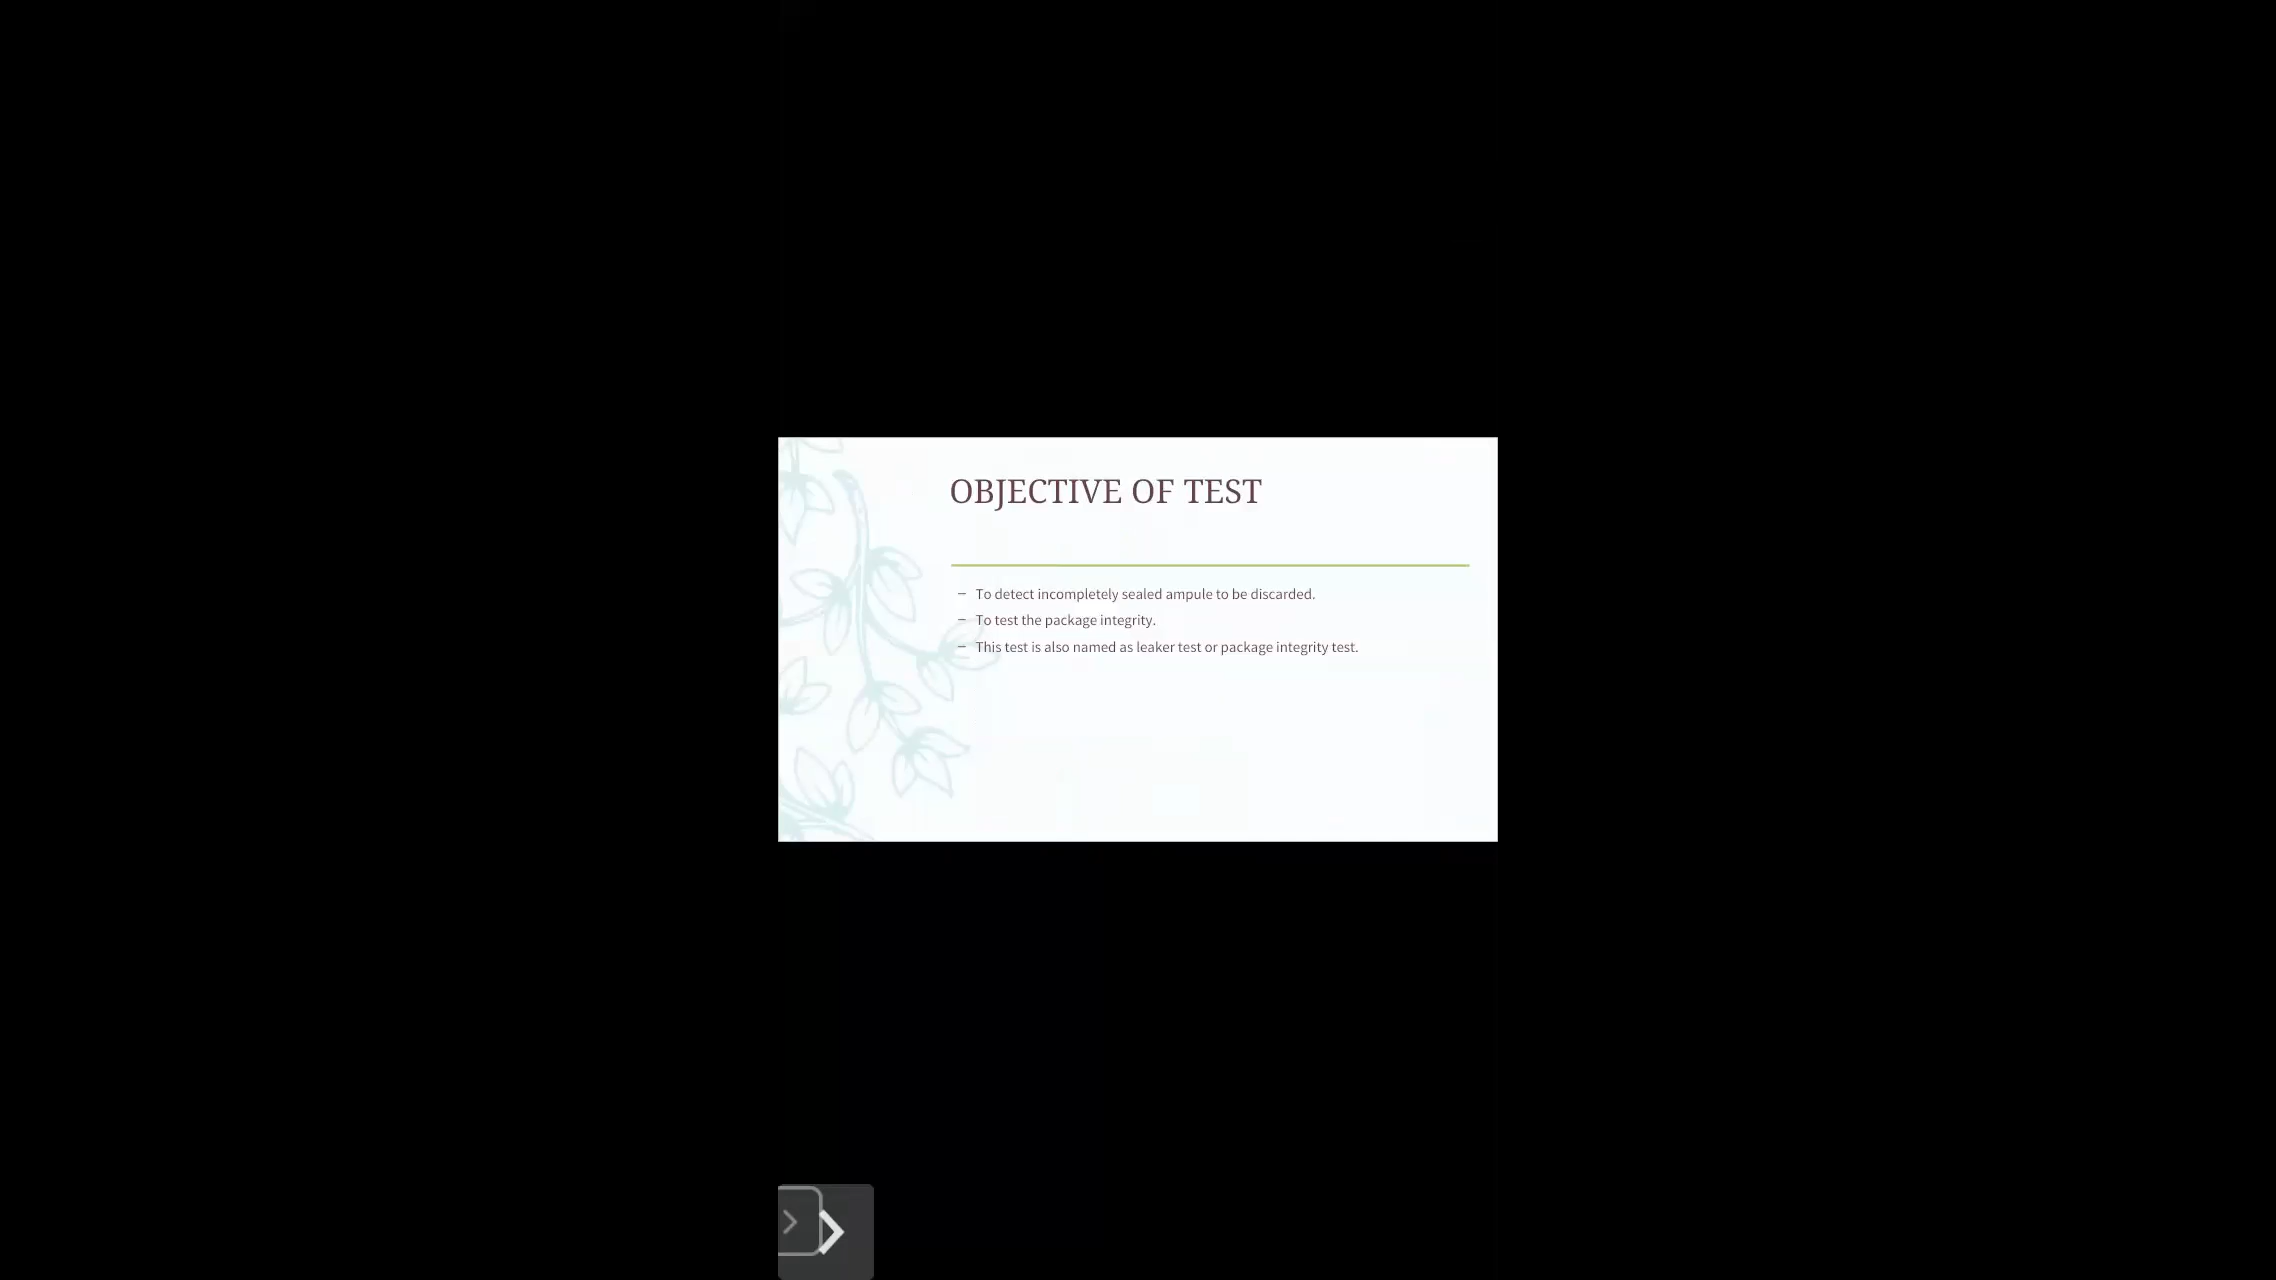 OBJECTIVE OF TEST
– To detect incompletely sealed ampule to be discarded.
– To test the package integrity.
– This test is also named as leaker test or package integrity test.